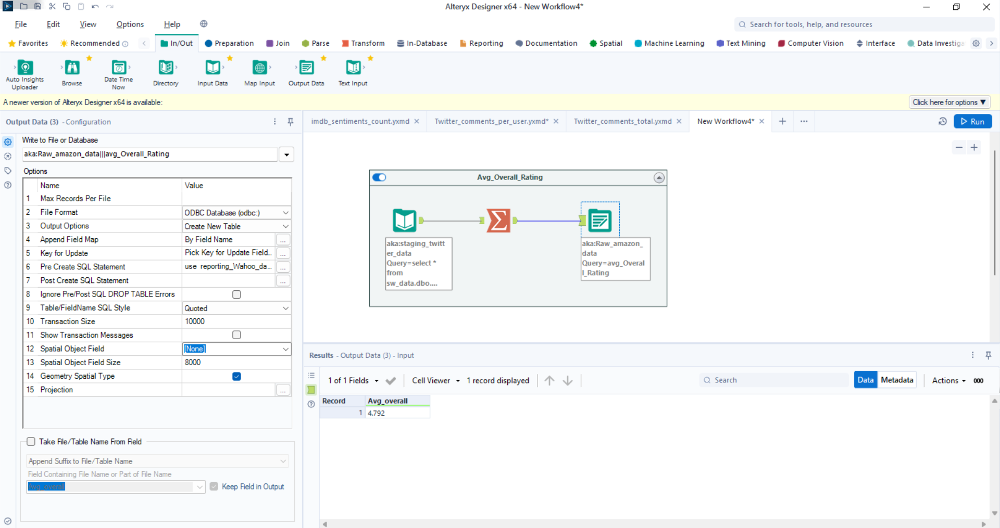 Alteryx Designer x64 - New Workflow4*
File Edit View Options Help
Search for tools, help, and resources
Favorites Recommended In/Out Preparation Join Parse Transform In-Database Reporting Documentation Spatial Machine Learning Text Mining Computer Vision Interface Data Investiga
Auto Insights Uploader
Browse
Date Time Now
Directory
Input Data
Map Input
Output Data
Text Input
A newer version of Alteryx Designer x64 is available:
Click here for options ▼
Output Data (3) - Configuration
imdb_sentiments_count.yxmd
Twitter_comments_per_user.yxmd*
Twitter_comments_total.yxmd
New Workflow4*
Run
Write to File or Database
aka:Raw_amazon_data|||avg_Overall_Rating
Options
Name Value
1 Max Records Per File
2 File Format ODBC Database (odbc:)
3 Output Options Create New Table
4 Append Field Map By Field Name ...
5 Key for Update Pick Key for Update Field... ...
6 Pre Create SQL Statement use reporting_Wahoo_da... ...
7 Post Create SQL Statement ...
8 Ignore Pre/Post SQL DROP TABLE Errors
9 Table/FieldName SQL Style Quoted
10 Transaction Size 10000
11 Show Transaction Messages
12 Spatial Object Field [None]
13 Spatial Object Field Size 8000
14 Geometry Spatial Type
15 Projection ...
Take File/Table Name From Field
Append Suffix to File/Table Name
Field Containing File Name or Part of File Name
Avg_overall
Keep Field in Output
Avg_Overall_Rating
aka:staging_twitt
er_data
Query=select *
from
sw_data.dbo....
aka:Raw_amazon_
data
Query=avg_Overal
l_Rating
Results - Output Data (3) - Input
1 of 1 Fields Cell Viewer 1 record displayed Search Data Metadata Actions 000
Record Avg_overall
1 4.792